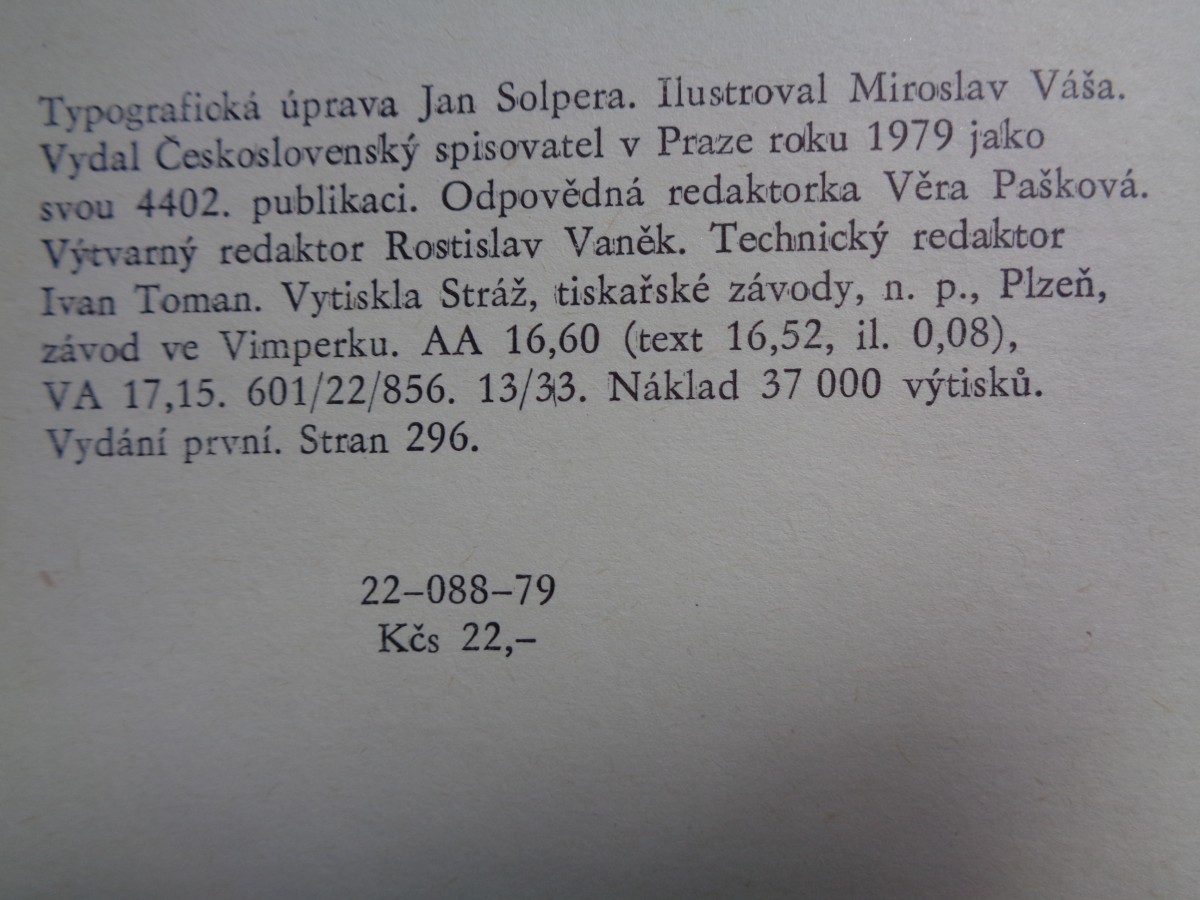 Typografická úprava Jan Solpera. Ilustroval Miroslav Váša.
Vydal Československý spisovatel v Praze roku 1979 jako
svou 4402. publikaci. Odpovědná redaktorka Věra Pašková.
Výtvarný redaktor Rostislav Vaněk. Technický redaktor
Ivan Toman. Vytiskla Stráž, tiskařské závody, n. p., Plzeň,
závod ve Vimperku. AA 16,60 (text 16,52, il. 0,08),
VA 17,15. 601/22/856. 13/33. Náklad 37 000 výtisků.
Vydání první. Stran 296.
22–088–79
Kčs 22,–